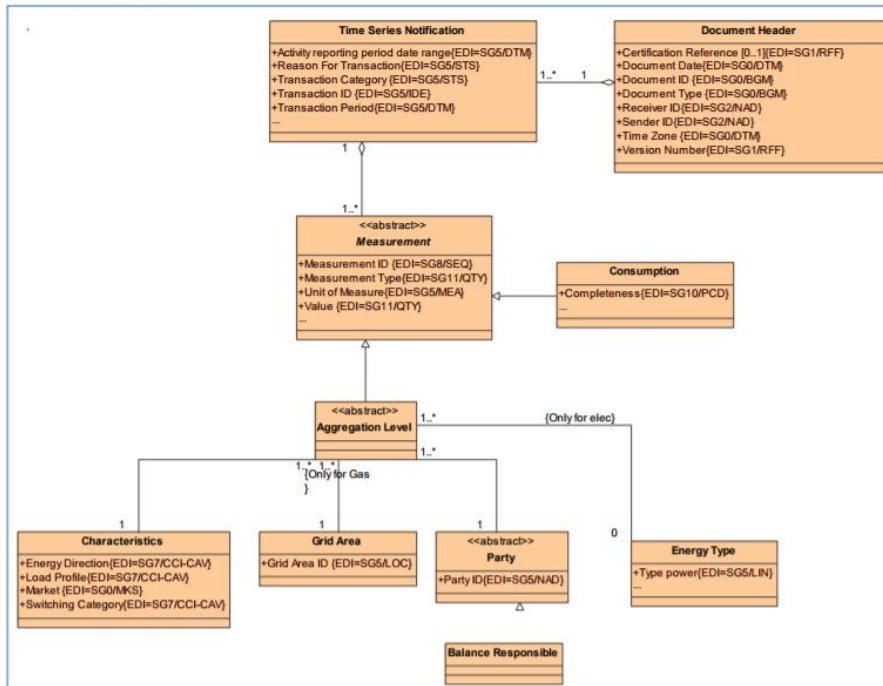 Time Series Notification
+Activity reporting period date range{EDI=SG5/DTM}
+Reason For Transaction{EDI=SG5/STS}
+Transaction Category{EDI=SG5/STS}
+Transaction ID{EDI=SG5/IDE}
+Transaction Period{EDI=SG5/DTM}
...
Document Header
+Certification Reference [0..1]{EDI=SG1/RFF}
+Document Date{EDI=SG0/DTM}
+Document ID{EDI=SG0/BGM}
+Document Type{EDI=SG0/BGM}
+Receiver ID{EDI=SG2/NAD}
+Sender ID{EDI=SG2/NAD}
+Time Zone {EDI=SG0/DTM}
+Version Number{EDI=SG1/RFF}
1..*
1
1
1..*
<<abstract>>
Measurement
+Measurement ID {EDI=SG8/SEQ}
+Measurement Type{EDI=SG11/QTY}
+Unit of Measure{EDI=SG5/MEA}
+Value {EDI=SG11/QTY}
...
Consumption
+Completeness{EDI=SG10/PCD}
...
<<abstract>>
Aggregation Level
1..*
{Only for elec}
1..*
1..*
1..*
{Only for Gas
}
1
1
1
0
Characteristics
+Energy Direction{EDI=SG7/CCI-CAV}
+Load Profile{EDI=SG7/CCI-CAV}
+Market {EDI=SG0/MKS}
+Switching Category{EDI=SG7/CCI-CAV}
Grid Area
+Grid Area ID {EDI=SG5/LOC}
<<abstract>>
Party
+Party ID{EDI=SG5/NAD}
Energy Type
+Type power{EDI=SG5/LIN}
...
Balance Responsible